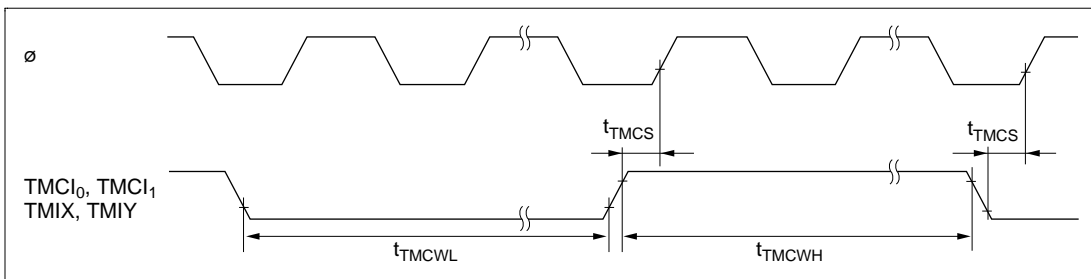 ø
tTMCS
tTMCS
TMCI0, TMCI1
TMIX, TMIY
tTMCWL
tTMCWH